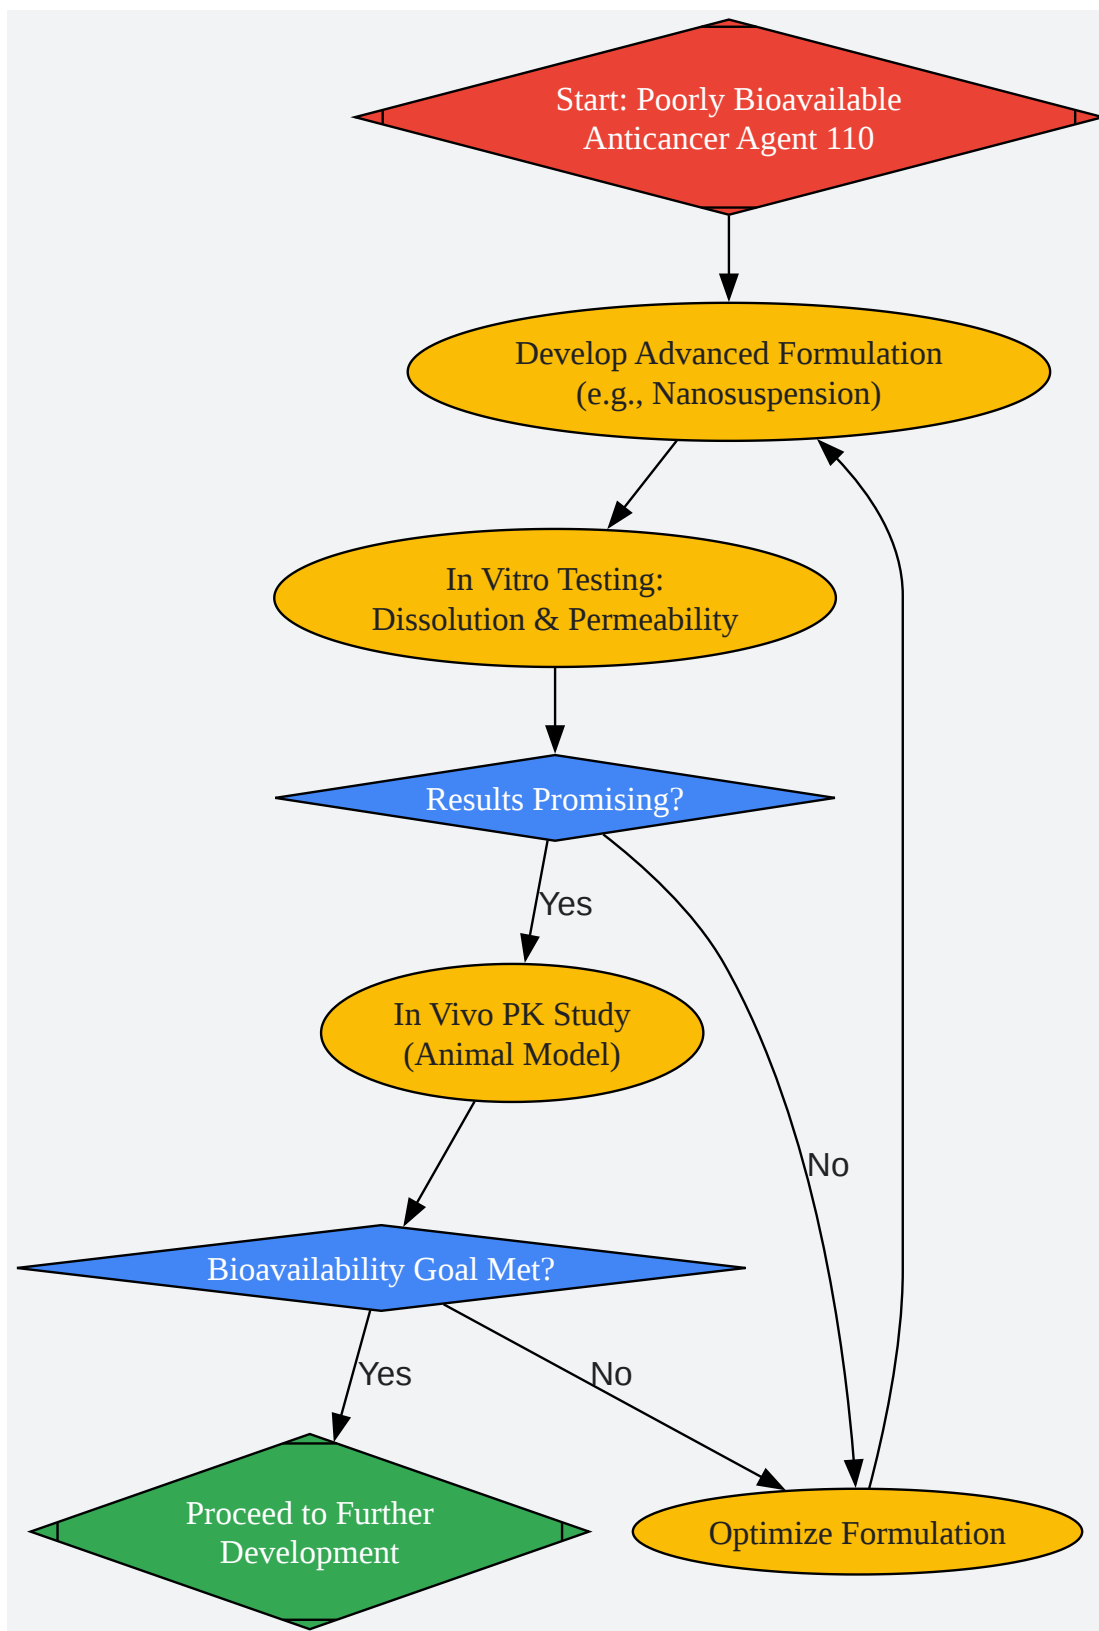 Start: Poorly Bioavailable
Anticancer Agent 110
Develop Advanced Formulation
(e.g., Nanosuspension)
In Vitro Testing:
Dissolution & Permeability
Results Promising?
Yes
In Vivo PK Study
(Animal Model)
No
Bioavailability Goal Met?
Yes
No
Proceed to Further
Development
Optimize Formulation